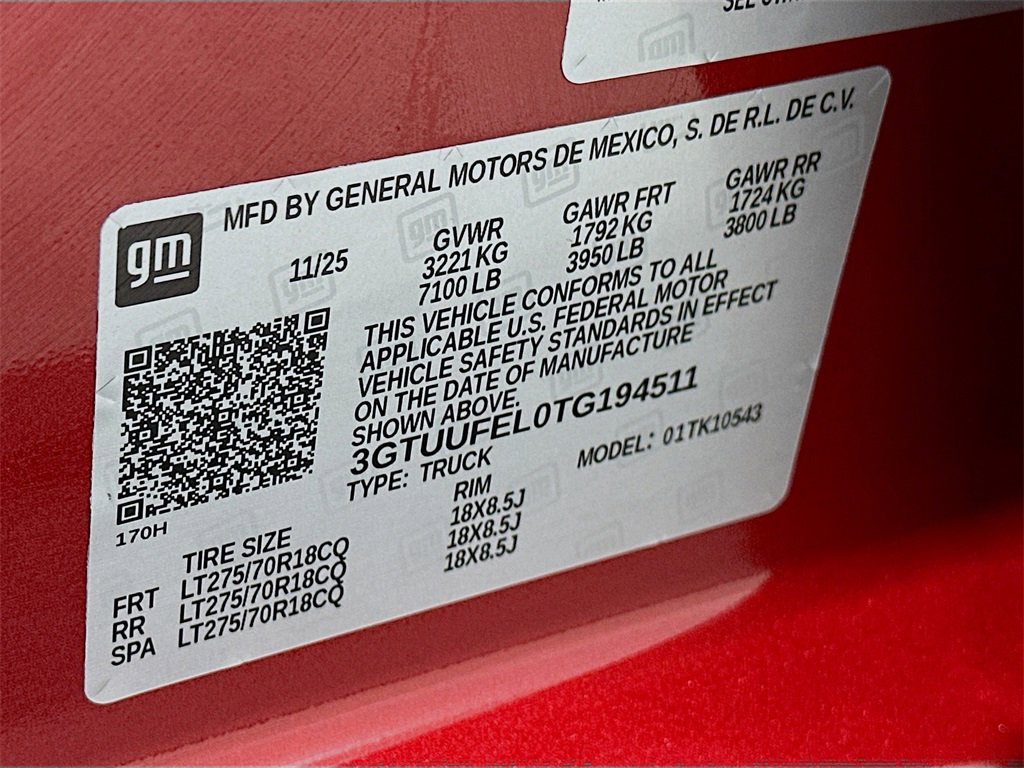 gm
MFD BY GENERAL MOTORS DE MEXICO, S. DE R.L. DE C.V.
11/25
GVWR
3221 KG
7100 LB
GAWR FRT
1792 KG
3950 LB
GAWR RR
1724 KG
3800 LB
THIS VEHICLE CONFORMS TO ALL
APPLICABLE U.S. FEDERAL MOTOR
VEHICLE SAFETY STANDARDS IN EFFECT
ON THE DATE OF MANUFACTURE
SHOWN ABOVE.
3GTUUFEL0TG194511
TYPE: TRUCK
MODEL: 01TK10543
170H
TIRE SIZE RIM
FRT LT275/70R18CQ 18X8.5J
RR LT275/70R18CQ 18X8.5J
SPA LT275/70R18CQ 18X8.5J